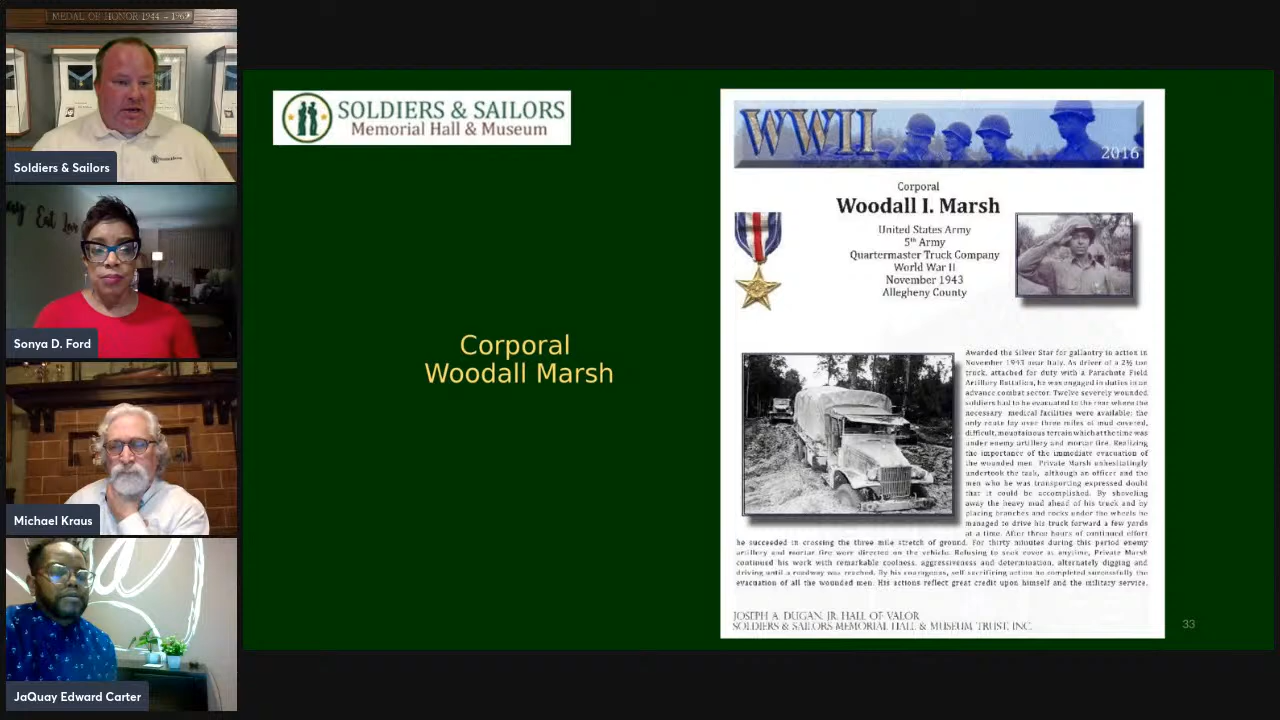 MEDAL OF HONOR 1944 - 1969
Soldiers & Sailors
Sonya D. Ford
Michael Kraus
JaQuay Edward Carter
SOLDIERS & SAILORS
Memorial Hall & Museum
Corporal
Woodall Marsh
WWII
2016
Corporal
Woodall I. Marsh
United States Army
5th Army
Quartermaster Truck Company
World War II
November 1943
Allegheny County
Awarded the Silver Star for gallantry in action in
November 1943 near Italy. As driver of a 2½ ton
truck, attached for duty with a Parachute Field
Artillery Battalion, he was engaged in duties in an
advance combat sector. Twelve severely wounded
soldiers had to be evacuated to the rear where the
necessary medical facilities were available; the
only route lay over three miles of mud covered,
difficult, mountainous terrain which at the time was
under enemy artillery and mortar fire. Realizing
the importance of the immediate evacuation of
the wounded men, Private Marsh unhesitatingly
undertook the task, although an officer and the
men who he was transporting expressed doubt
that it could be accomplished. By shoveling
away the heavy mud ahead of his truck and by
placing branches and rocks under the wheels he
managed to drive his truck forward a few yards
at a time. After three hours of continued effort
he succeeded in crossing the three mile stretch of ground. For thirty minutes during this period enemy
artillery and mortar fire were directed on the vehicle. Refusing to seek cover at anytime, Private Marsh
continued his work with remarkable coolness, aggressiveness and determination, alternately digging and
driving until a roadway was reached. By his courageous, self-sacrificing action he completed successfully the
evacuation of all the wounded men. His actions reflect great credit upon himself and the military service.
JOSEPH A. DUGAN, JR. HALL OF VALOR
SOLDIERS & SAILORS MEMORIAL HALL & MUSEUM TRUST, INC.
33